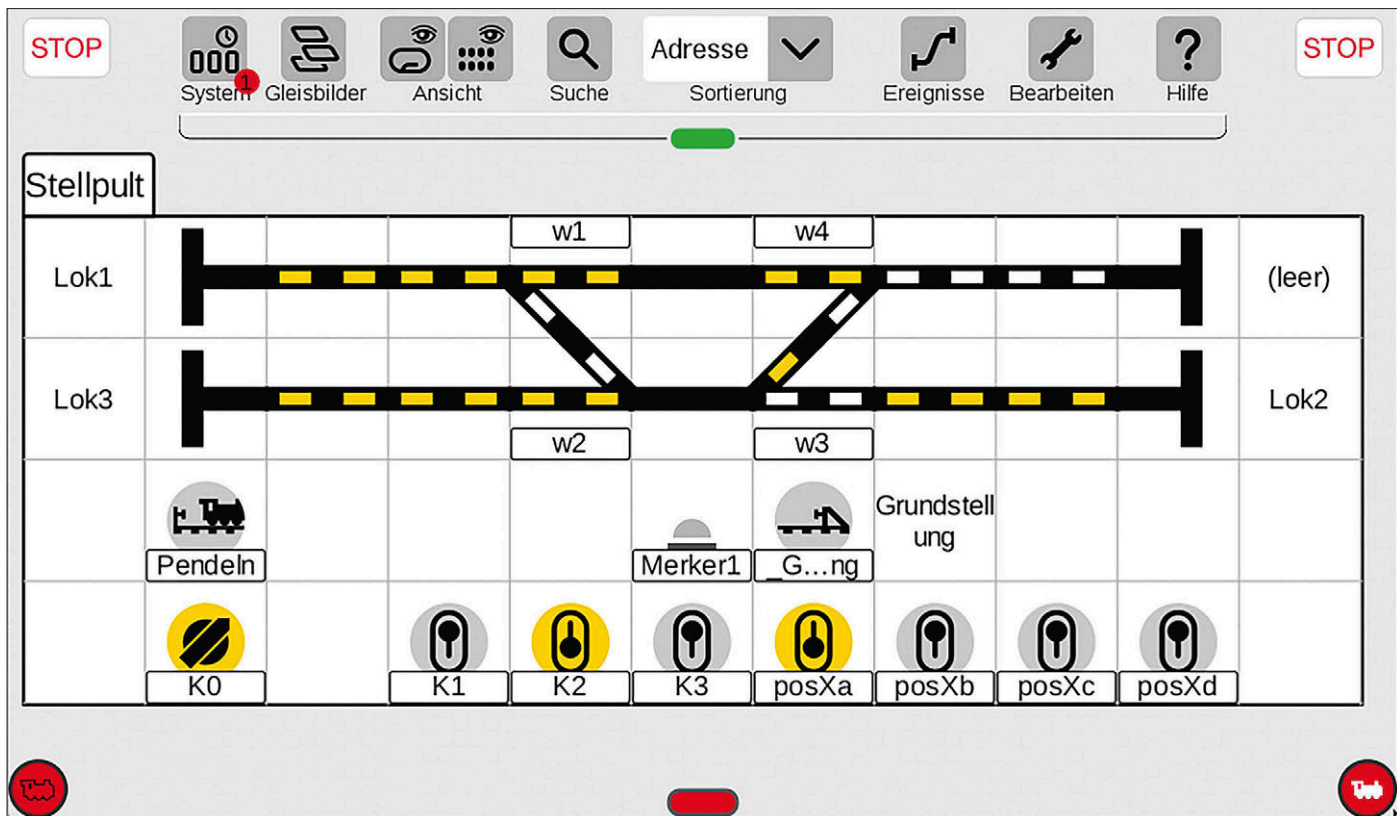 STOP
1
System
Gleisbilder
Ansicht
Suche
Adresse
Sortierung
Ereignisse
Bearbeiten
?
Hilfe
STOP
Stellpult
w1
w4
Lok1
(leer)
Lok3
Lok2
w2
w3
Pendeln
Merker1
_G...ng
Grundstell
ung
K0
K1
K2
K3
posXa
posXb
posXc
posXd